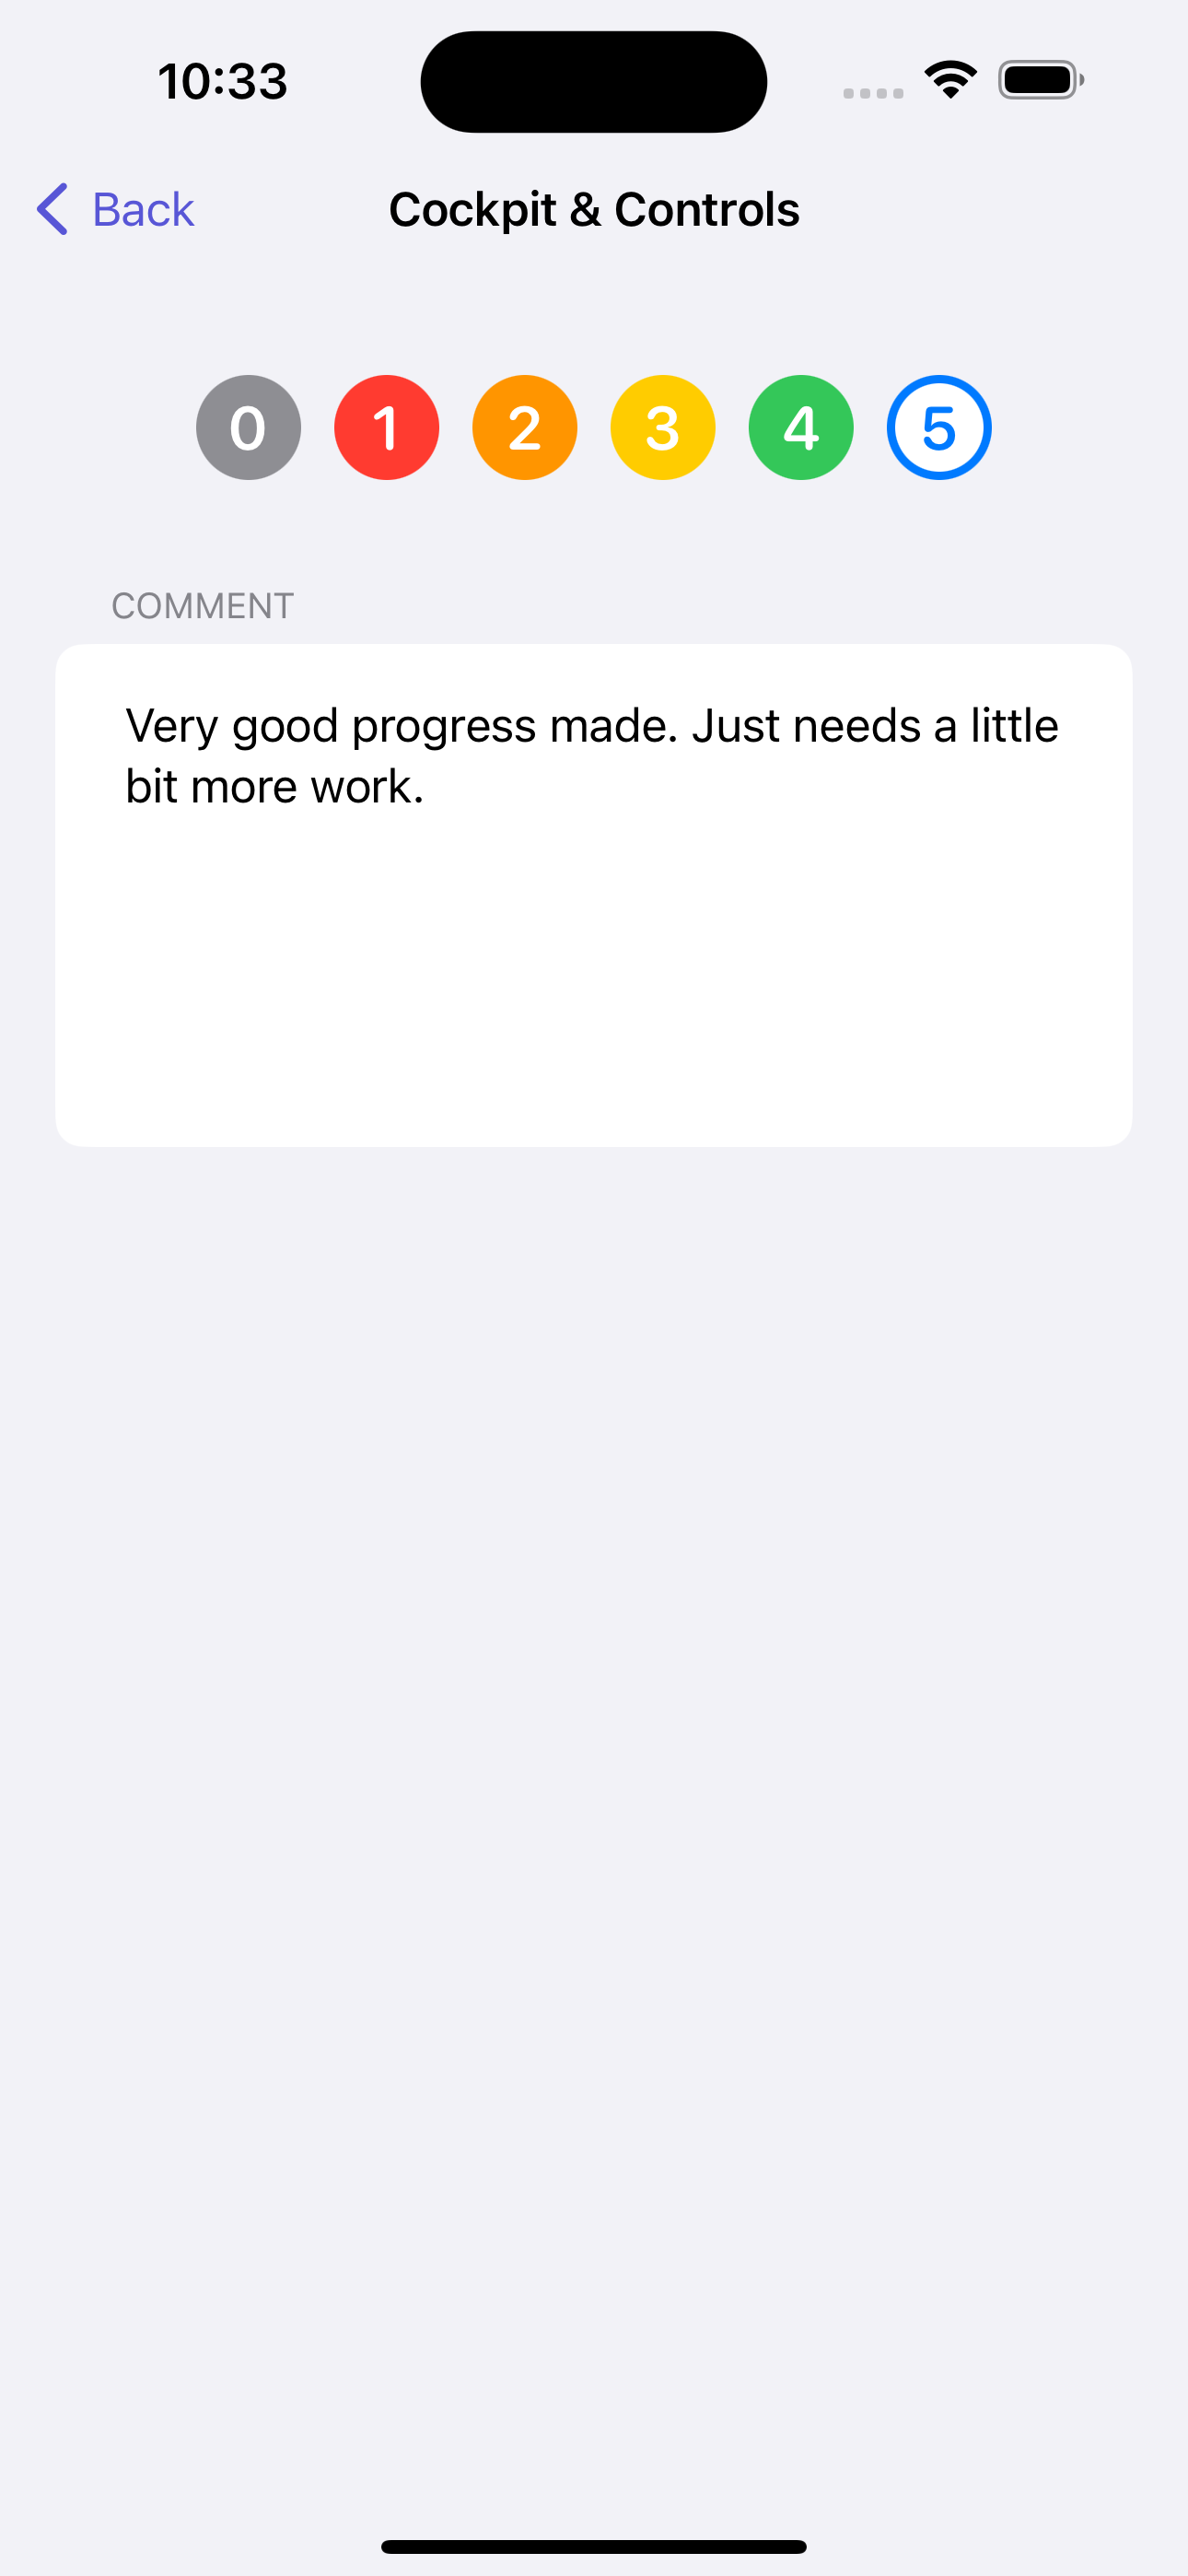 10:33
Back
Cockpit & Controls
0 1 2 3 4 5
COMMENT
Very good progress made. Just needs a little
bit more work.